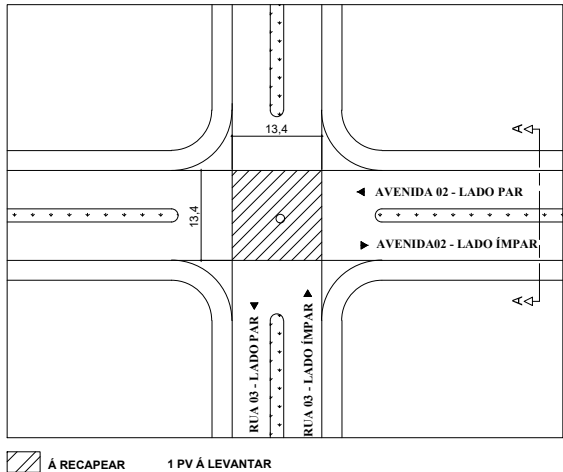 13,4
A
AVENIDA 02 - LADO PAR
13,4
AVENIDA02 - LADO ÍMPAR
A
RUA 03 - LADO PAR
RUA 03 - LADO ÍMPAR
Á RECAPEAR 1 PV Á LEVANTAR